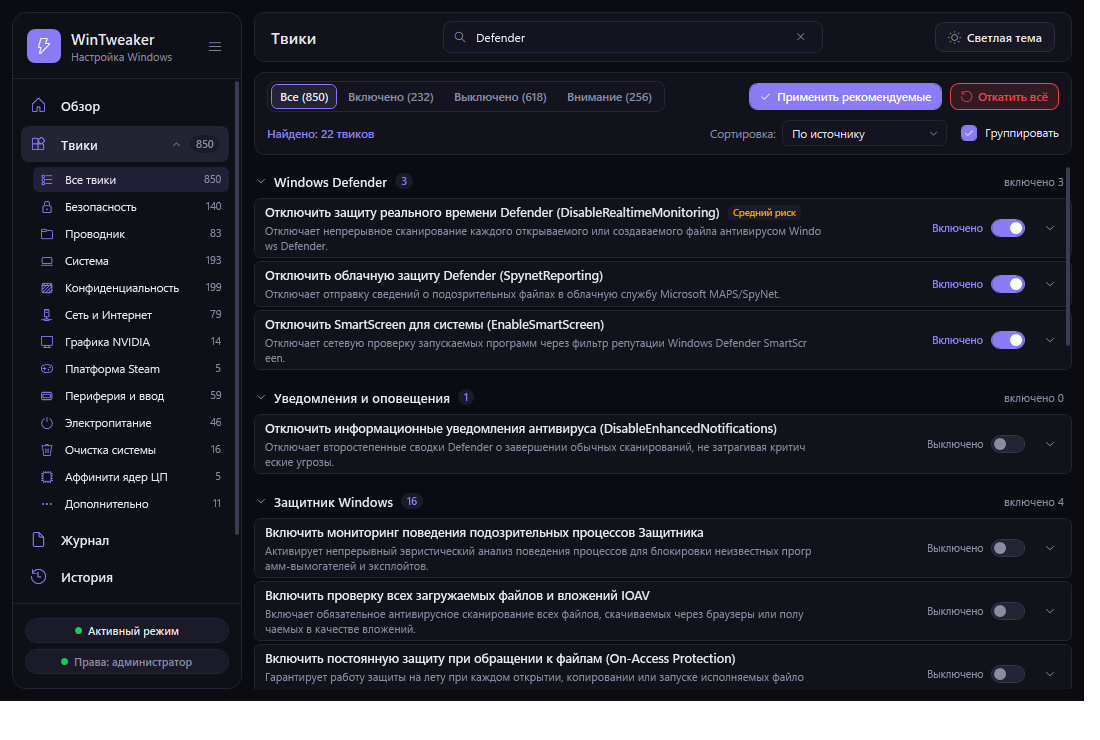 WinTweaker
Настройка Windows
Обзор
Твики 850
Все твики 850
Безопасность 140
Проводник 83
Система 193
Конфиденциальность 199
Сеть и Интернет 79
Графика NVIDIA 14
Платформа Steam 5
Периферия и ввод 59
Электропитание 46
Очистка системы 16
Аффинити ядер ЦП 5
Дополнительно 11
Журнал
История
Активный режим
Права: администратор
Твики
Defender
Светлая тема
Все (850) Включено (232) Выключено (618) Внимание (256)
Применить рекомендуемые
Откатить всё
Найдено: 22 твиков
Сортировка: По источнику
Группировать
Windows Defender 3 включено 3
Отключить защиту реального времени Defender (DisableRealtimeMonitoring) Средний риск
Отключает непрерывное сканирование каждого открываемого или создаваемого файла антивирусом Windo
ws Defender.
Включено
Отключить облачную защиту Defender (SpynetReporting)
Отключает отправку сведений о подозрительных файлах в облачную службу Microsoft MAPS/SpyNet.
Включено
Отключить SmartScreen для системы (EnableSmartScreen)
Отключает сетевую проверку запускаемых программ через фильтр репутации Windows Defender SmartScr
een.
Включено
Уведомления и оповещения 1 включено 0
Отключить информационные уведомления антивируса (DisableEnhancedNotifications)
Отключает второстепенные сводки Defender о завершении обычных сканирований, не затрагивая критич
еские угрозы.
Выключено
Защитник Windows 16 включено 4
Включить мониторинг поведения подозрительных процессов Защитника
Активирует непрерывный эвристический анализ поведения процессов для блокировки неизвестных прогр
амм-вымогателей и эксплойтов.
Выключено
Включить проверку всех загружаемых файлов и вложений IOAV
Включает обязательное антивирусное сканирование всех файлов, скачиваемых через браузеры или полу
чаемых в качестве вложений.
Выключено
Включить постоянную защиту при обращении к файлам (On-Access Protection)
Гарантирует работу защиты на лету при каждом открытии, копировании или запуске исполняемых файло
Выключено